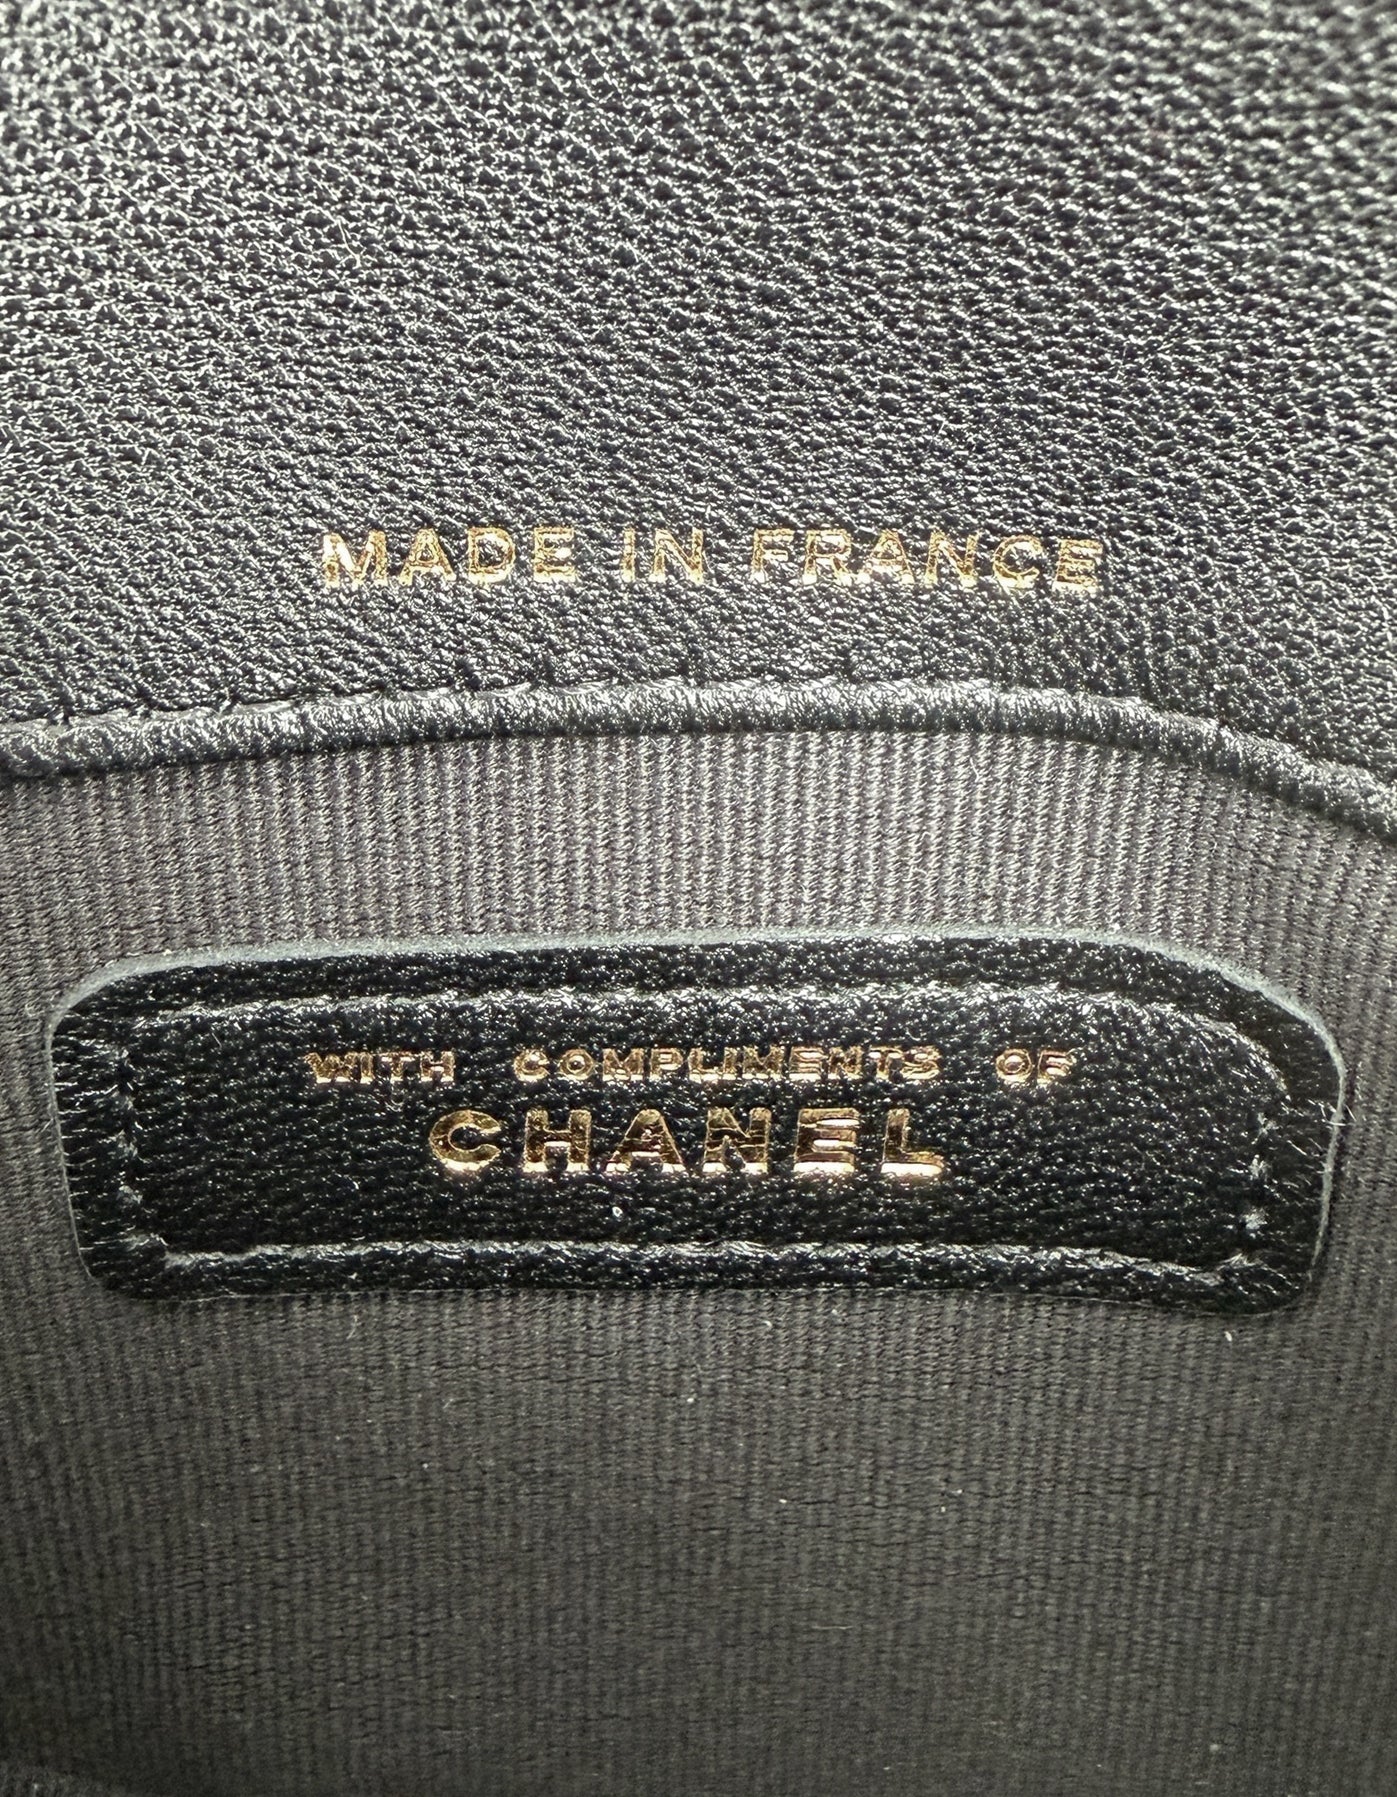 MADE IN FRANCE
WITH COMPLIMENTS OF
CHANEL